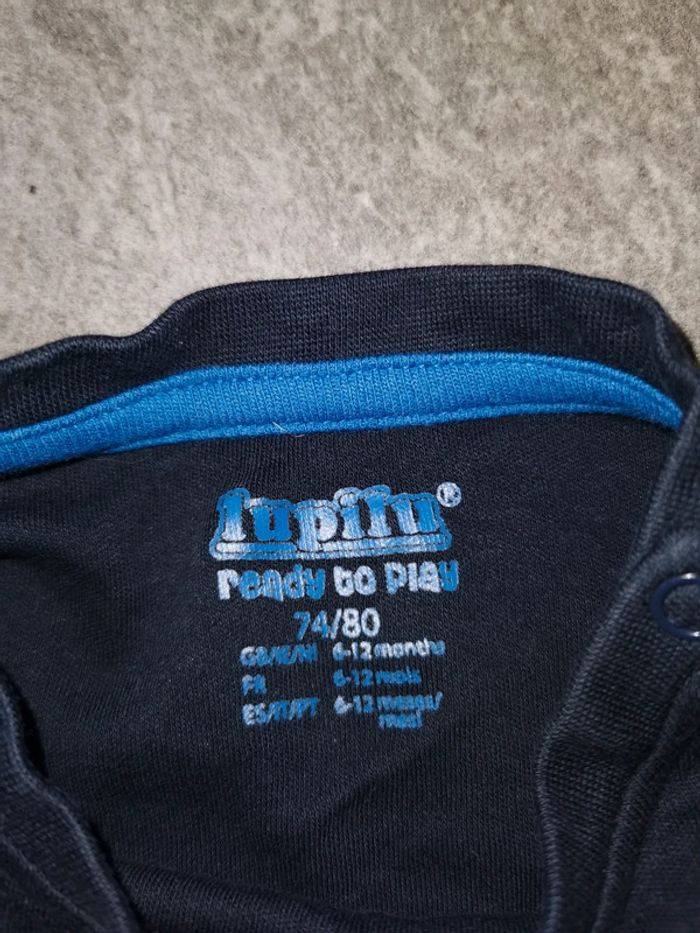 lupilu®
ready to play
74/80
GB/IE/NI 6-12 months
FR 6-12 mois
ES/IT/PT 6-12 meses/
mesi